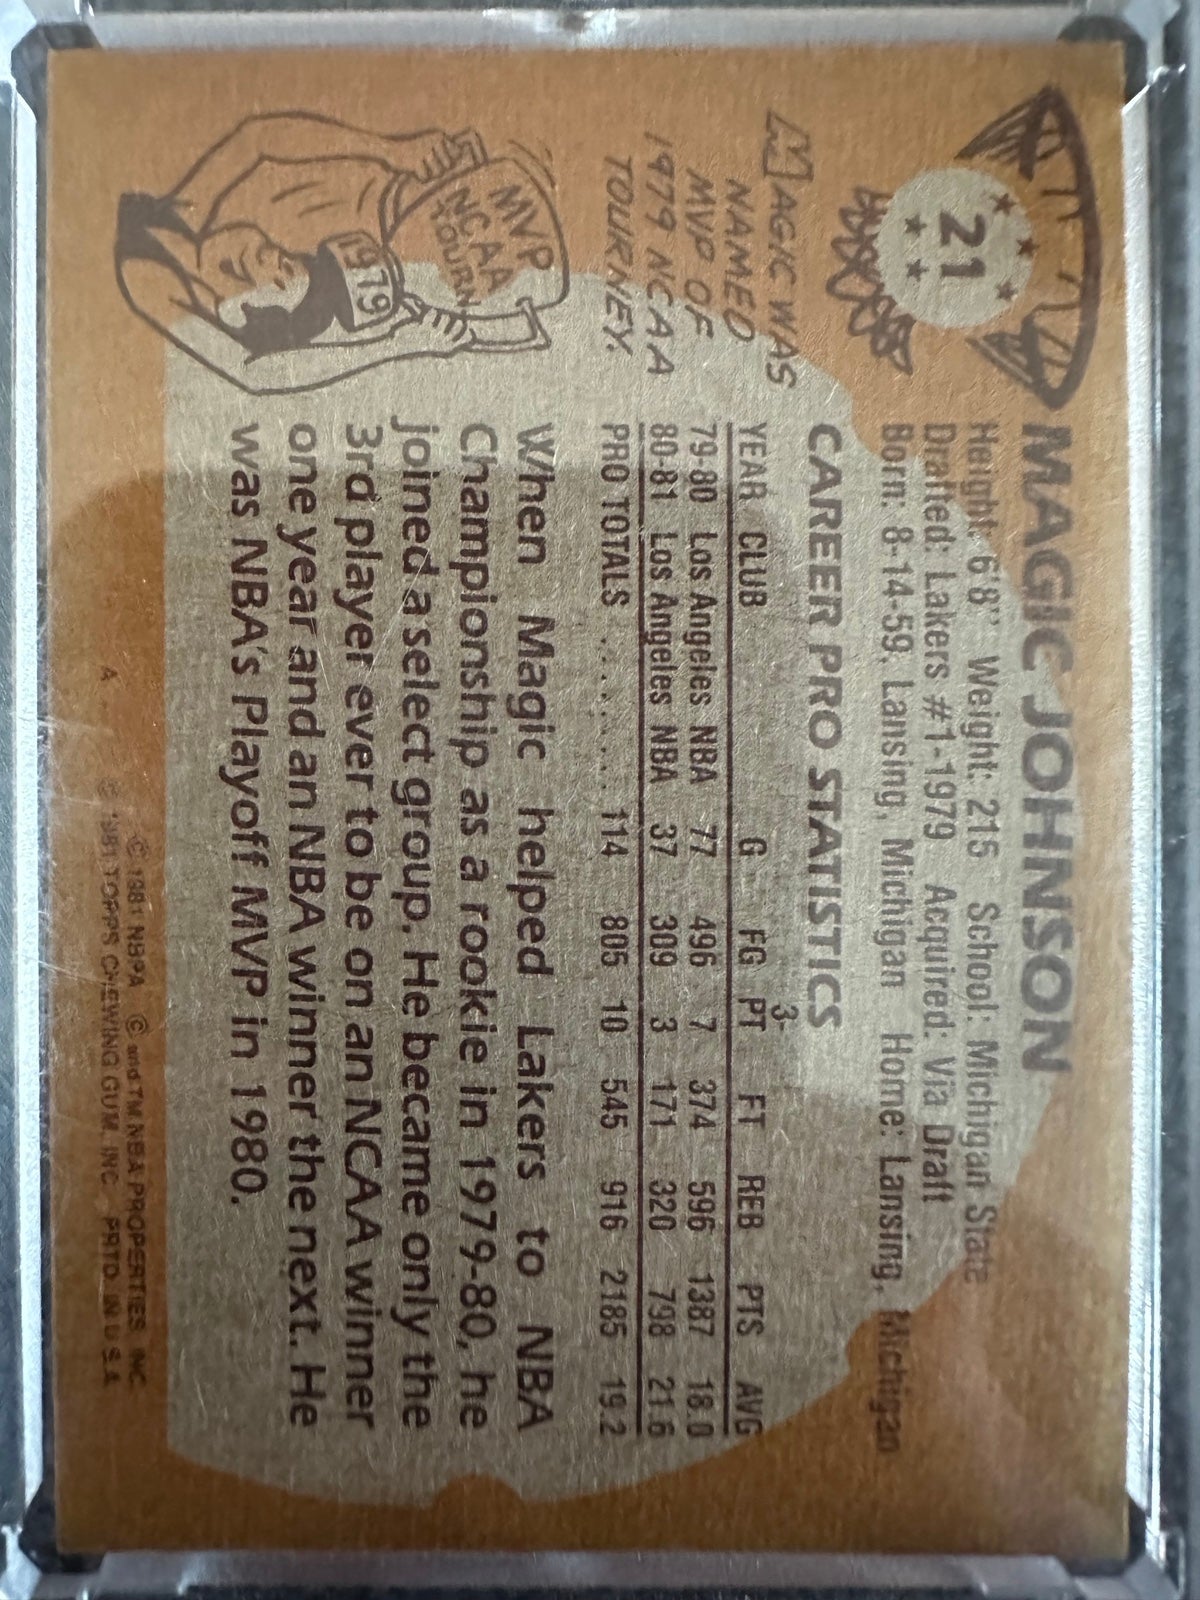 21
MAGIC JOHNSON
Height: 6'8" Weight: 215 School: Michigan State
Drafted: Lakers #1-1979 Acquired: Via Draft
Born: 8-14-59, Lansing, Michigan Home: Lansing, Michigan
CAREER PRO STATISTICS
3-
YEAR CLUB G FG PT FT REB PTS AVG
79-80 Los Angeles NBA 77 496 7 374 596 1387 18.0
80-81 Los Angeles NBA 37 309 3 171 320 798 21.6
PRO TOTALS .......... 114 805 10 545 916 2185 19.2
MAGIC WAS
NAMED
MVP OF
1979 NCAA
TOURNEY.
MVP
NCAA
TOURN
1979
When Magic helped Lakers to NBA
Championship as a rookie in 1979-80, he
joined a select group. He became only the
3rd player ever to be on an NCAA winner
one year and an NBA winner the next. He
was NBA's Playoff MVP in 1980.
© 1981 NBPA © and TM NBA PROPERTIES, INC.
A © 1981 TOPPS CHEWING GUM, INC. PRTD. IN U.S.A.